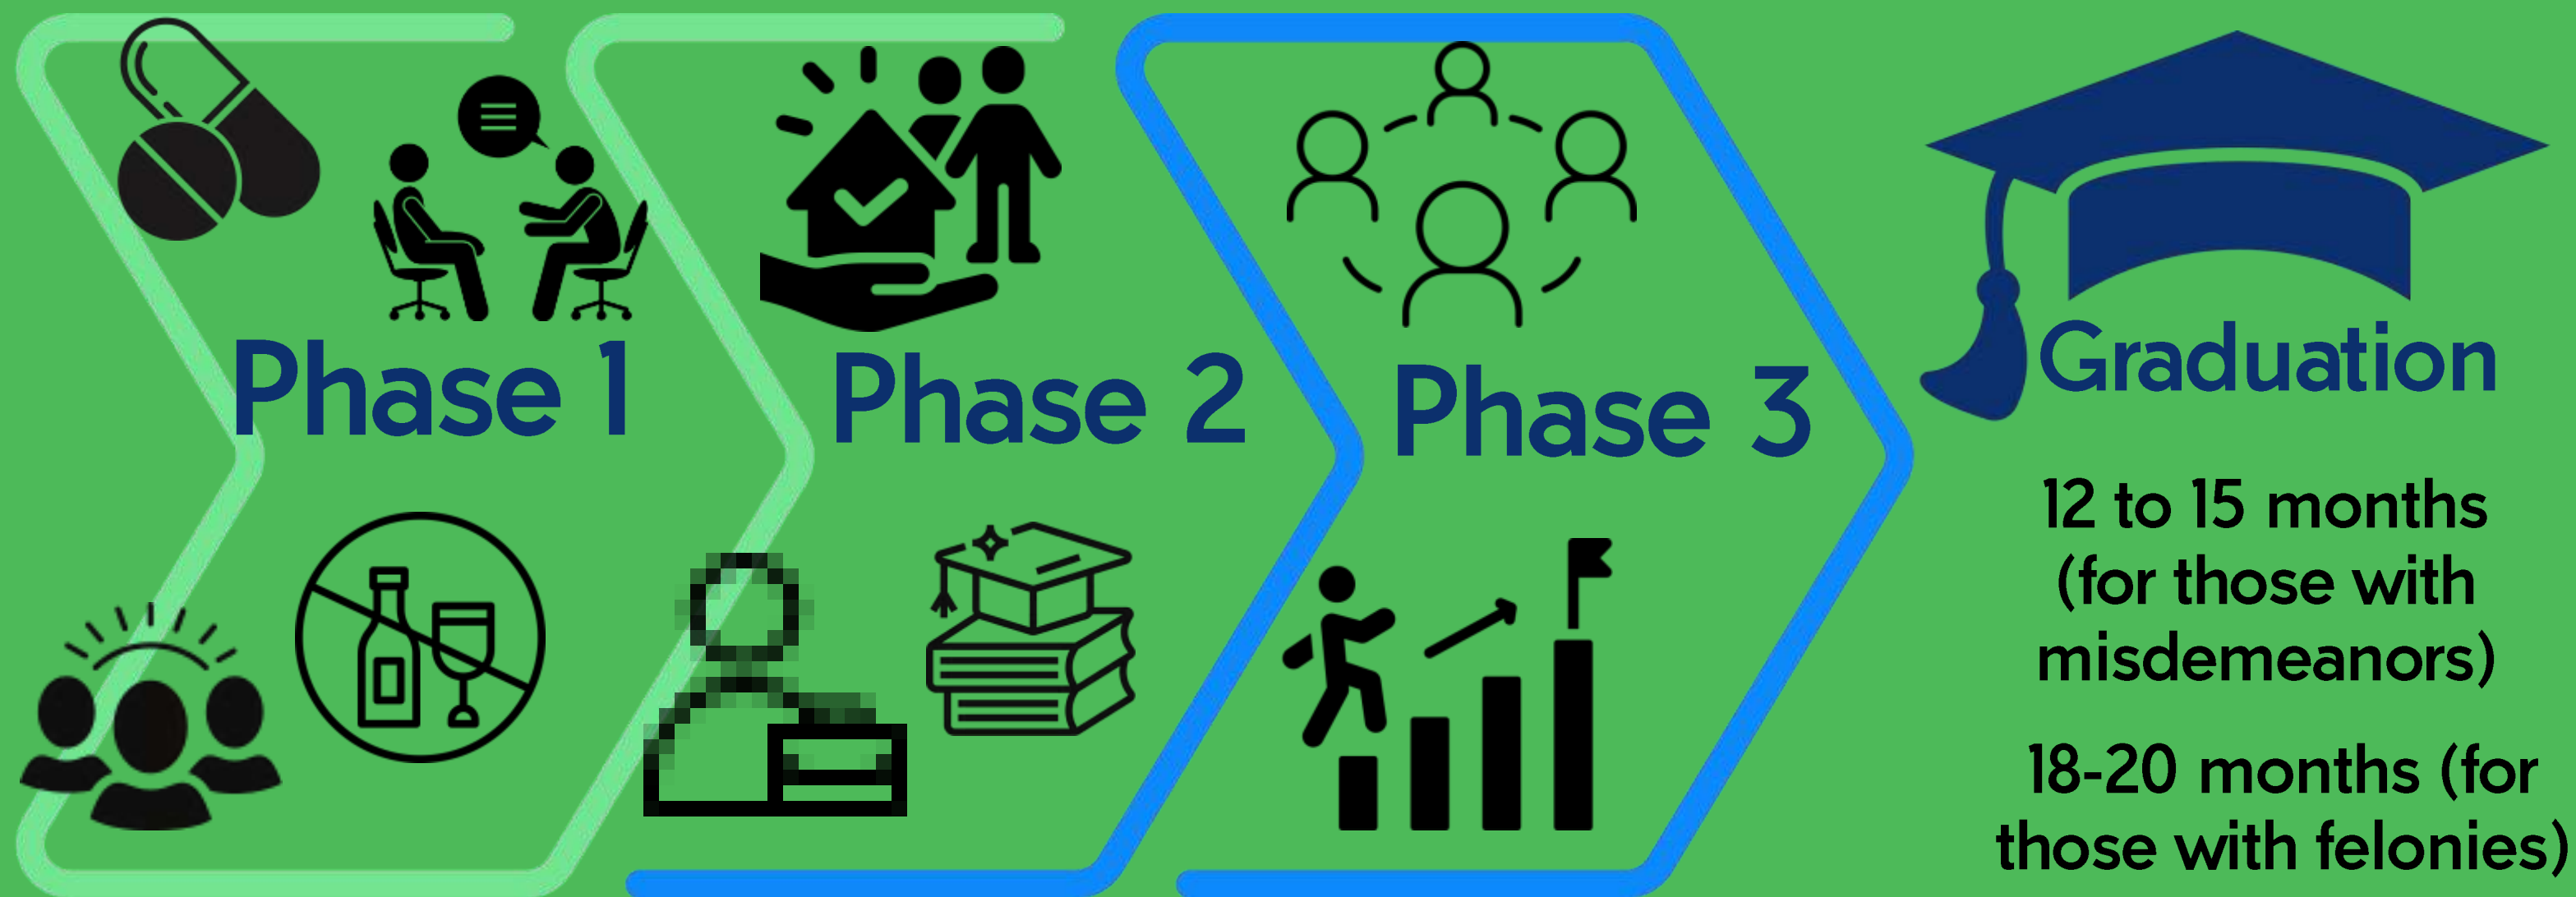 Phase 1
Phase 2
Phase 3
Graduation
12 to 15 months
(for those with
misdemeanors)
18-20 months (for
those with felonies)